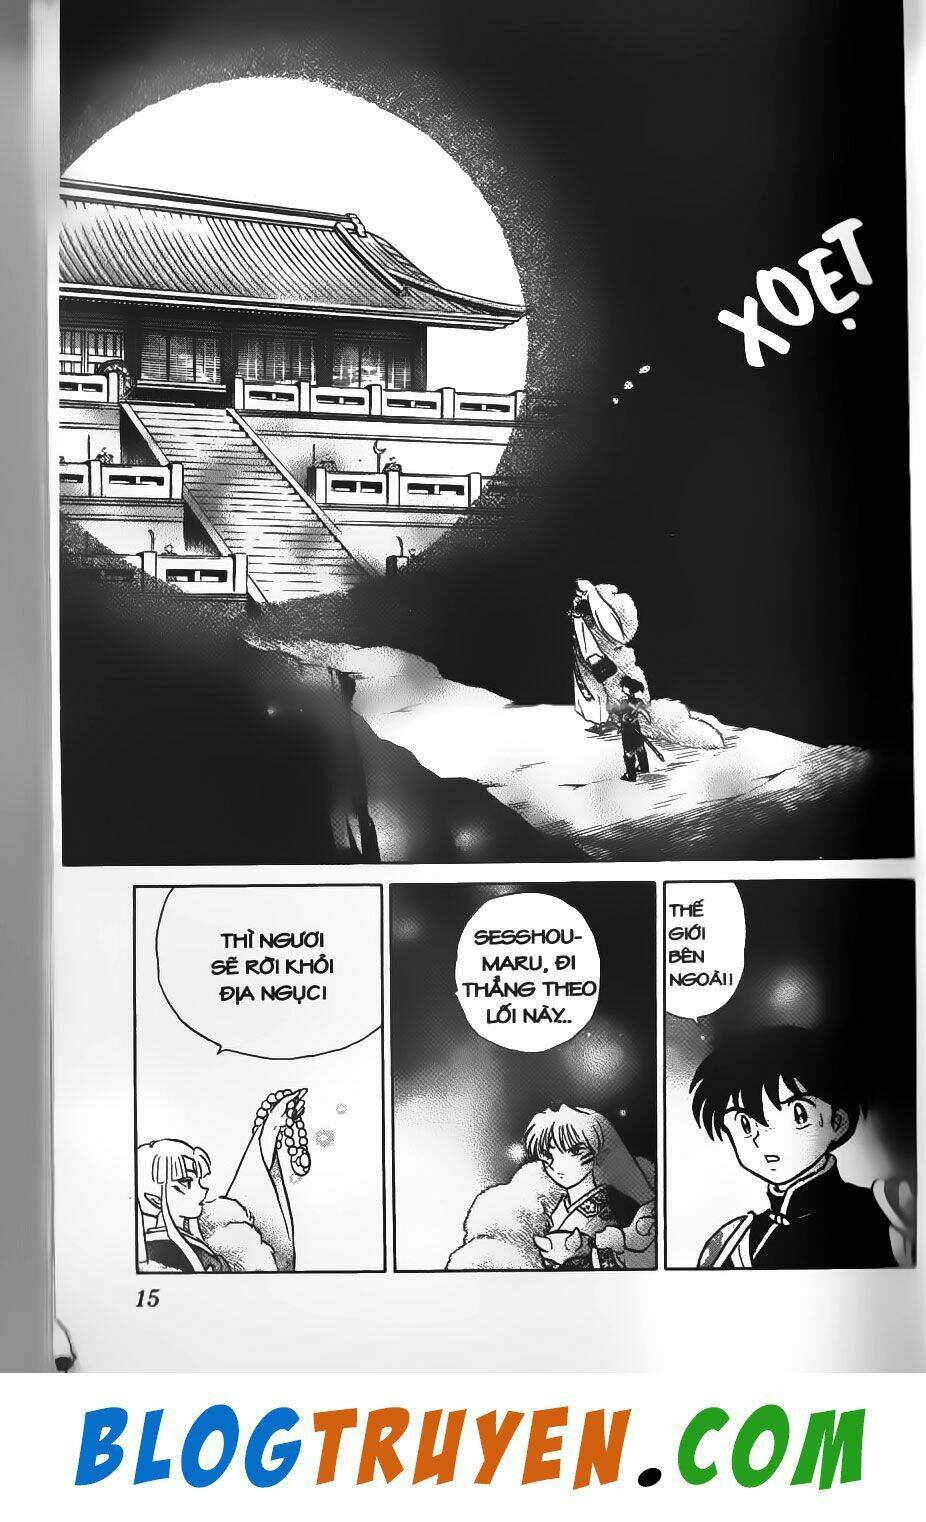 XOẸT
THẾ
GIỚI
BÊN
NGOÀI!
SESSHOU-
MARU, ĐI
THẲNG THEO
LỐI NÀY...
THÌ NGƯƠI
SẼ RỜI KHỎI
ĐỊA NGỤC!
15
BLOGTRUYEN.COM